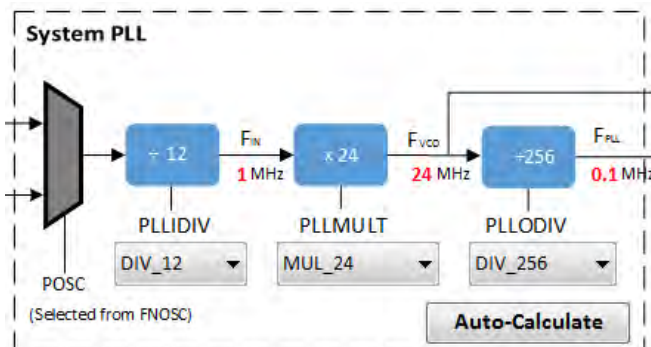 System PLL
÷ 12
FIN
1 MHz
x 24
FVCO
24 MHz
÷256
FPLL
0.1 MHz
PLLIDIV
PLLMULT
PLLODIV
DIV_12
MUL_24
DIV_256
POSC
(Selected from FNOSC)
Auto-Calculate